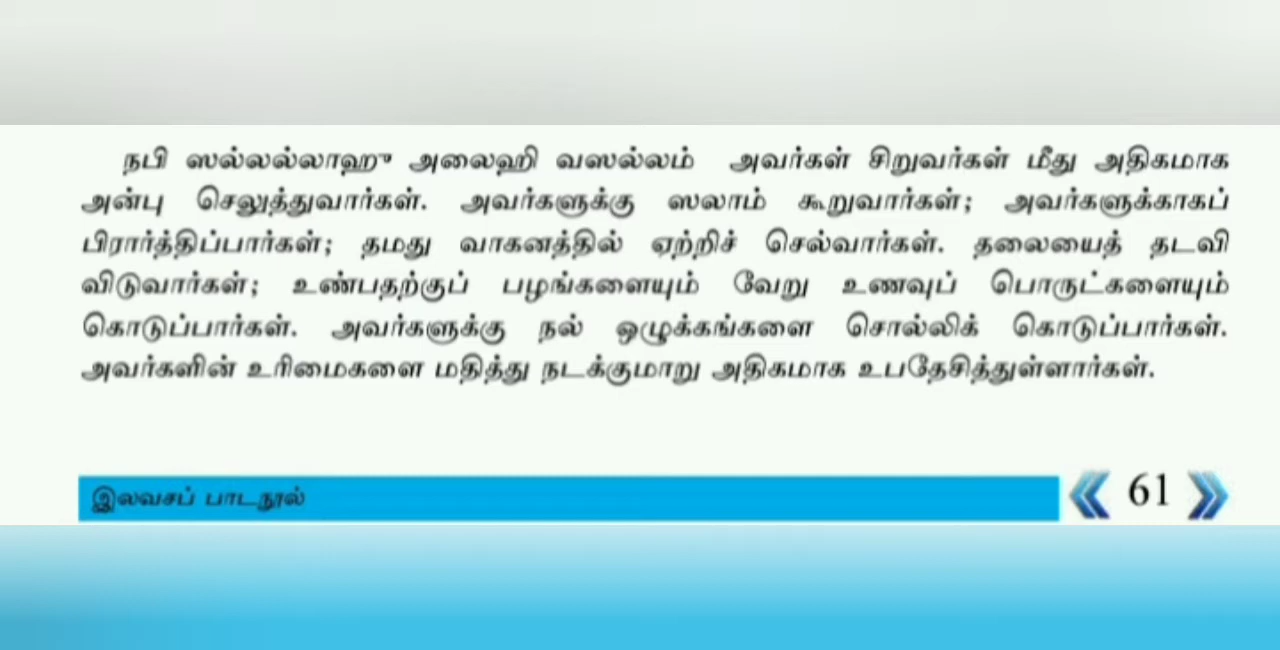 நபி ஸல்லல்லாஹு அலைஹி வஸல்லம் அவர்கள் சிறுவர்கள் மீது அதிகமாக
அன்பு செலுத்துவார்கள். அவர்களுக்கு ஸலாம் கூறுவார்கள்; அவர்களுக்காகப்
பிரார்த்திப்பார்கள்; தமது வாகனத்தில் ஏற்றிச் செல்வார்கள். தலையைத் தடவி
விடுவார்கள்; உண்பதற்குப் பழங்களையும் வேறு உணவுப் பொருட்களையும்
கொடுப்பார்கள். அவர்களுக்கு நல் ஒழுக்கங்களை சொல்லிக் கொடுப்பார்கள்.
அவர்களின் உரிமைகளை மதித்து நடக்குமாறு அதிகமாக உபதேசித்துள்ளார்கள்.
இலவசப் பாடநூல்
61